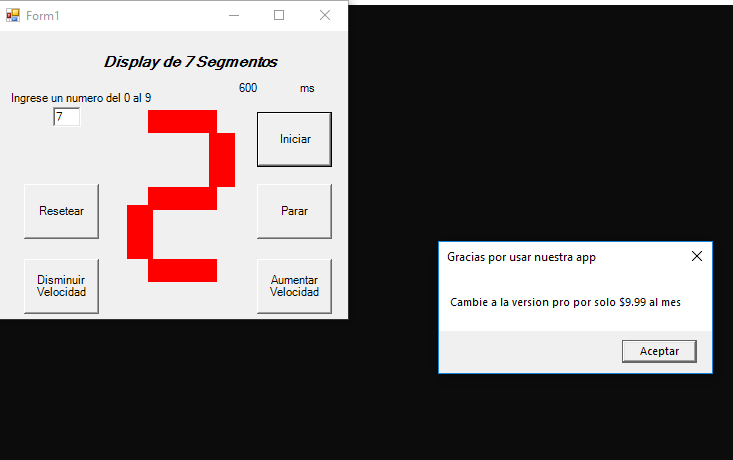 Form1
Display de 7 Segmentos
600 ms
Ingrese un numero del 0 al 9
7
Iniciar
Resetear
Parar
Disminuir
Velocidad
Aumentar
Velocidad
Gracias por usar nuestra app
Cambie a la version pro por solo $9.99 al mes
Aceptar